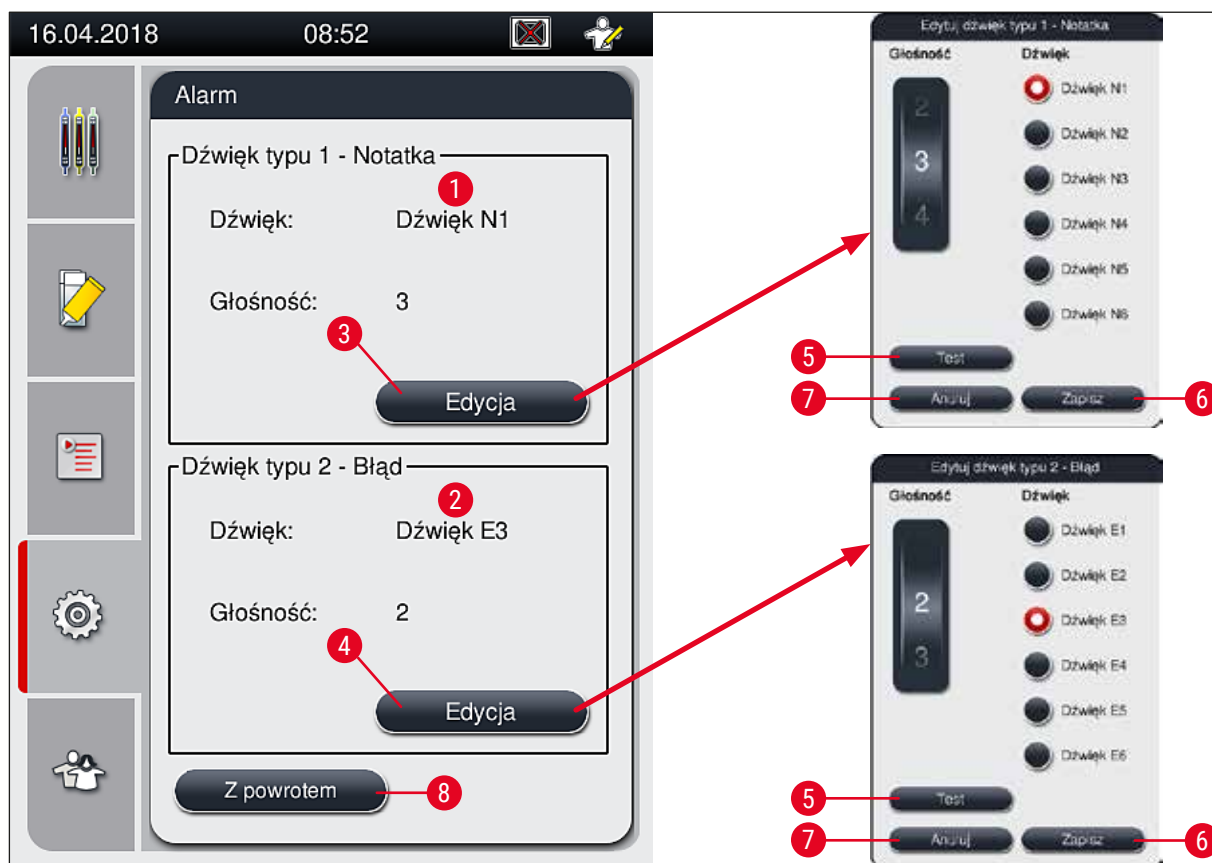 16.04.2018 08:52
Alarm
Dźwięk typu 1 - Notatka
1
Dźwięk: Dźwięk N1
Głośność: 3
3
Edycja
Dźwięk typu 2 - Błąd
2
Dźwięk: Dźwięk E3
Głośność: 2
4
Edycja
Z powrotem
8
Edytuj dźwięk typu 1 - Notatka
Głośność Dźwięk
2
3
4
Dźwięk N1
Dźwięk N2
Dźwięk N3
Dźwięk N4
Dźwięk N5
Dźwięk N6
5 Test
7 Anuluj Zapisz 6
Edytuj dźwięk typu 2 - Błąd
Głośność Dźwięk
2
3
Dźwięk E1
Dźwięk E2
Dźwięk E3
Dźwięk E4
Dźwięk E5
Dźwięk E6
5 Test
7 Anuluj Zapisz 6